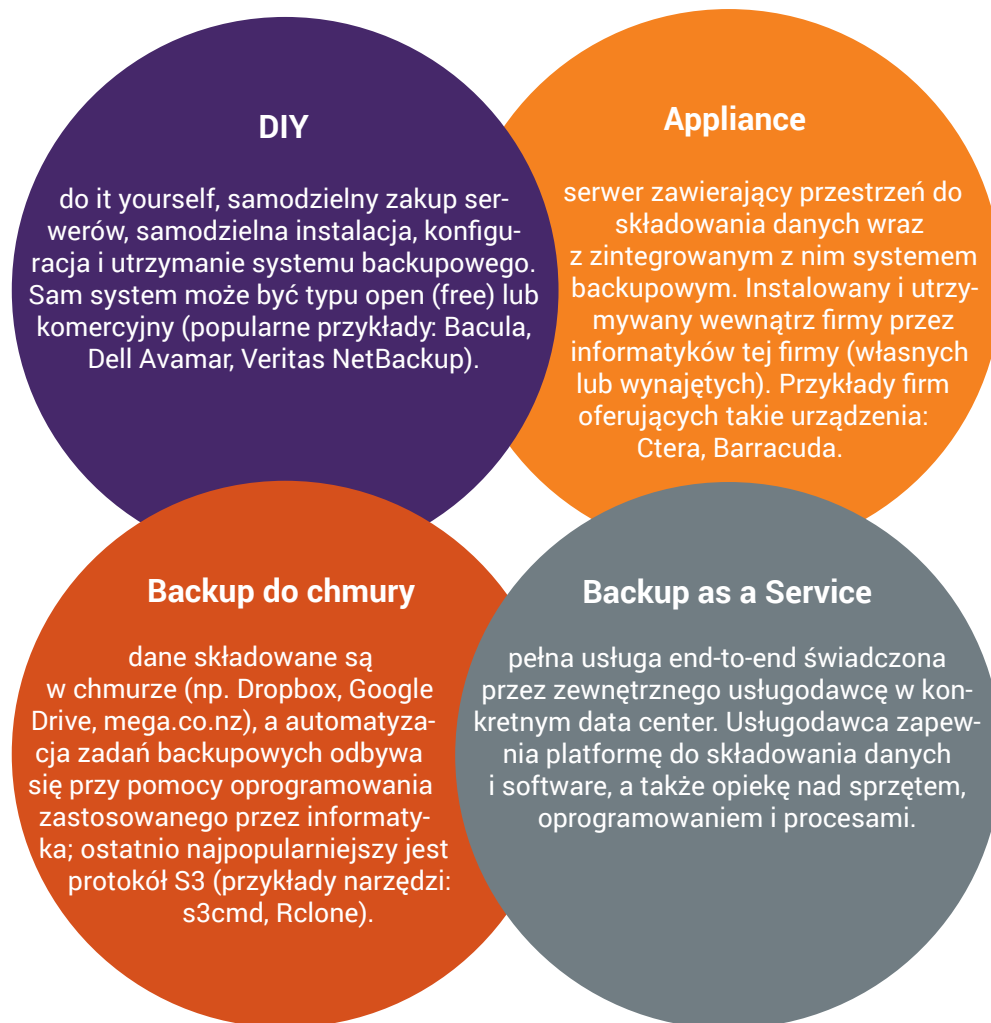 DIY
do it yourself, samodzielny zakup ser-
werów, samodzielna instalacja, konfigu-
racja i utrzymanie systemu backupowego.
Sam system może być typu open (free) lub
komercyjny (popularne przykłady: Bacula,
Dell Avamar, Veritas NetBackup).
Appliance
serwer zawierający przestrzeń do
składowania danych wraz
z zintegrowanym z nim systemem
backupowym. Instalowany i utrzy-
mywany wewnątrz firmy przez
informatyków tej firmy (własnych
lub wynajętych). Przykłady firm
oferujących takie urządzenia:
Ctera, Barracuda.
Backup do chmury
dane składowane są
w chmurze (np. Dropbox, Google
Drive, mega.co.nz), a automatyza-
cja zadań backupowych odbywa
się przy pomocy oprogramowania
zastosowanego przez informaty-
ka; ostatnio najpopularniejszy jest
protokół S3 (przykłady narzędzi:
s3cmd, Rclone).
Backup as a Service
pełna usługa end-to-end świadczona
przez zewnętrznego usługodawcę w kon-
kretnym data center. Usługodawca zapew-
nia platformę do składowania danych
i software, a także opiekę nad sprzętem,
oprogramowaniem i procesami.